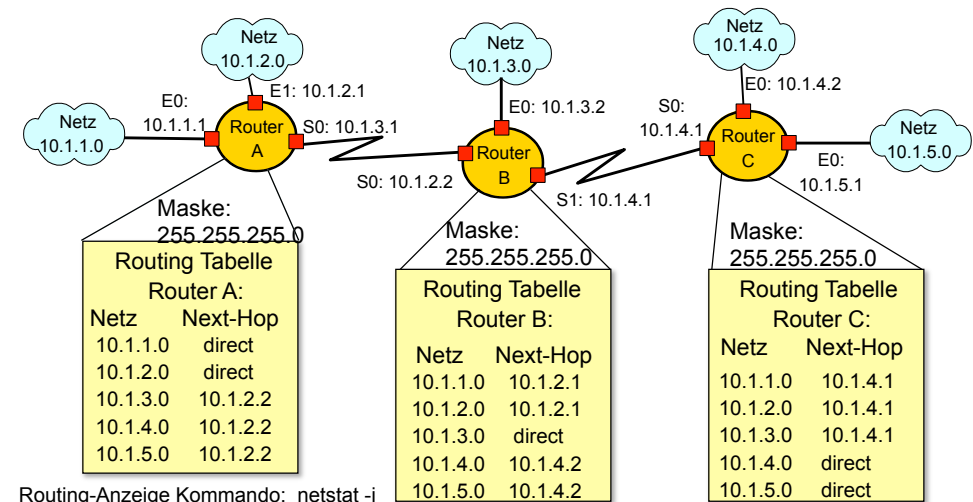 Netz
10.1.2.0
Netz
10.1.3.0
Netz
10.1.4.0
Netz
10.1.1.0
E0:
10.1.1.1
E1: 10.1.2.1
Router
A
S0: 10.1.3.1
E0: 10.1.3.2
S0: 10.1.2.2
Router
B
S1: 10.1.4.1
S0:
10.1.4.1
E0: 10.1.4.2
Router
C
E0:
10.1.5.1
Netz
10.1.5.0
Maske:
255.255.255.0
Routing Tabelle
Router A:
Netz Next-Hop
10.1.1.0 direct
10.1.2.0 direct
10.1.3.0 10.1.2.2
10.1.4.0 10.1.2.2
10.1.5.0 10.1.2.2
Maske:
255.255.255.0
Routing Tabelle
Router B:
Netz Next-Hop
10.1.1.0 10.1.2.1
10.1.2.0 10.1.2.1
10.1.3.0 direct
10.1.4.0 10.1.4.2
10.1.5.0 10.1.4.2
Maske:
255.255.255.0
Routing Tabelle
Router C:
Netz Next-Hop
10.1.1.0 10.1.4.1
10.1.2.0 10.1.4.1
10.1.3.0 10.1.4.1
10.1.4.0 direct
10.1.5.0 direct
Routing-Anzeige Kommando: netstat